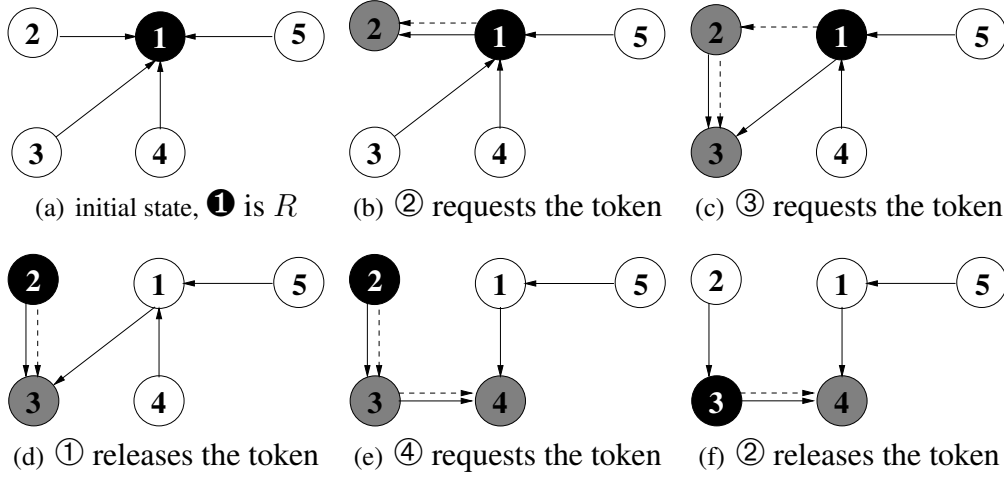 2 1 5
3 4
(a) initial state, ❶ is R
2 1 5
3 4
(b) ② requests the token
2 1 5
3 4
(c) ③ requests the token
2 1 5
3 4
(d) ① releases the token
2 1 5
3 4
(e) ④ requests the token
2 1 5
3 4
(f) ② releases the token